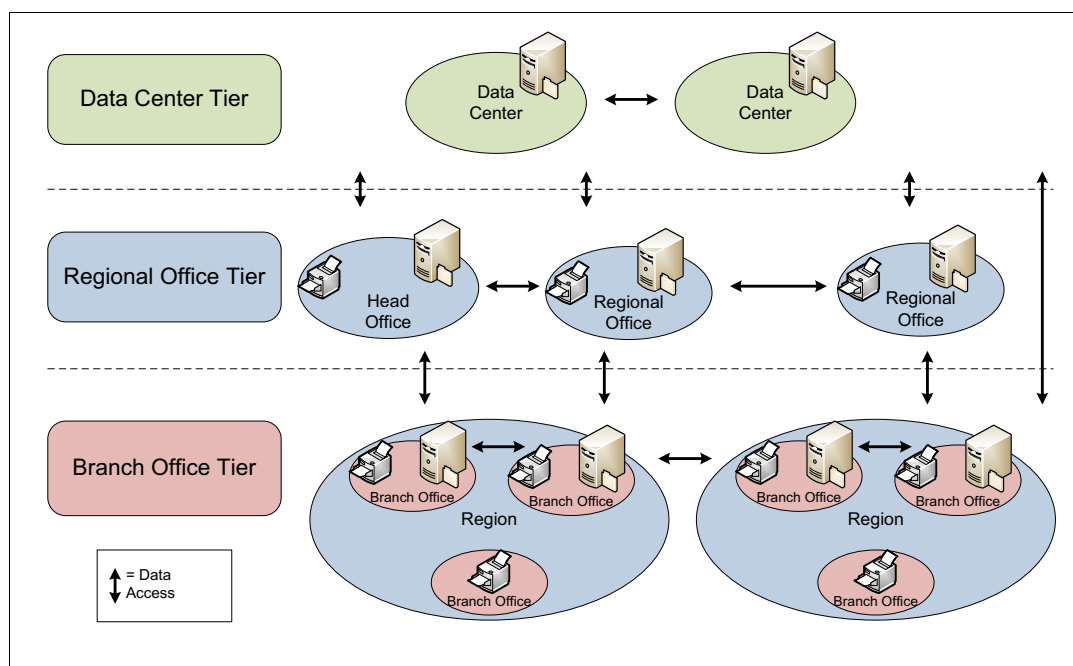 Data Center Tier
Data
Center
Data
Center
Regional Office Tier
Head
Office
Regional
Office
Regional
Office
Branch Office Tier
Branch Office
Branch Office
Region
Branch Office
Branch Office
Branch Office
Region
Branch Office
= Data
Access